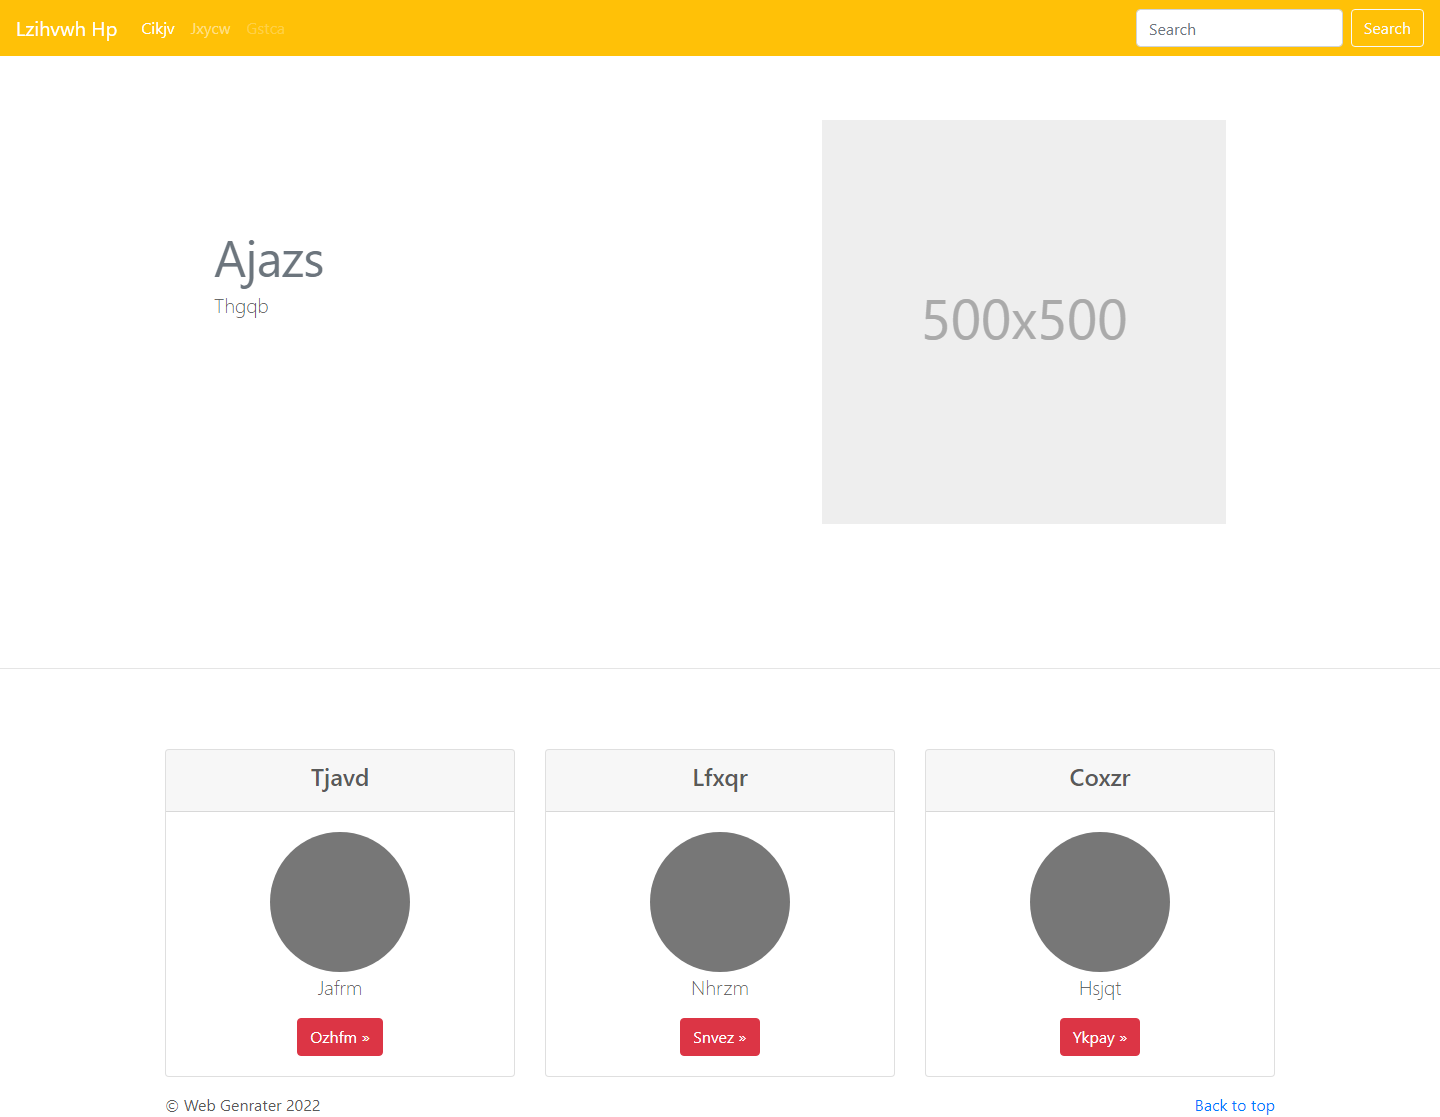 Lzihvwh Hp Cikjv Jxycw Gstca Search Search
Ajazs
Thgqb
500x500
Tjavd Lfxqr Coxzr
Jafrm Nhrzm Hsjqt
Ozhfm » Snvez » Ykpay »
© Web Genrater 2022 Back to top